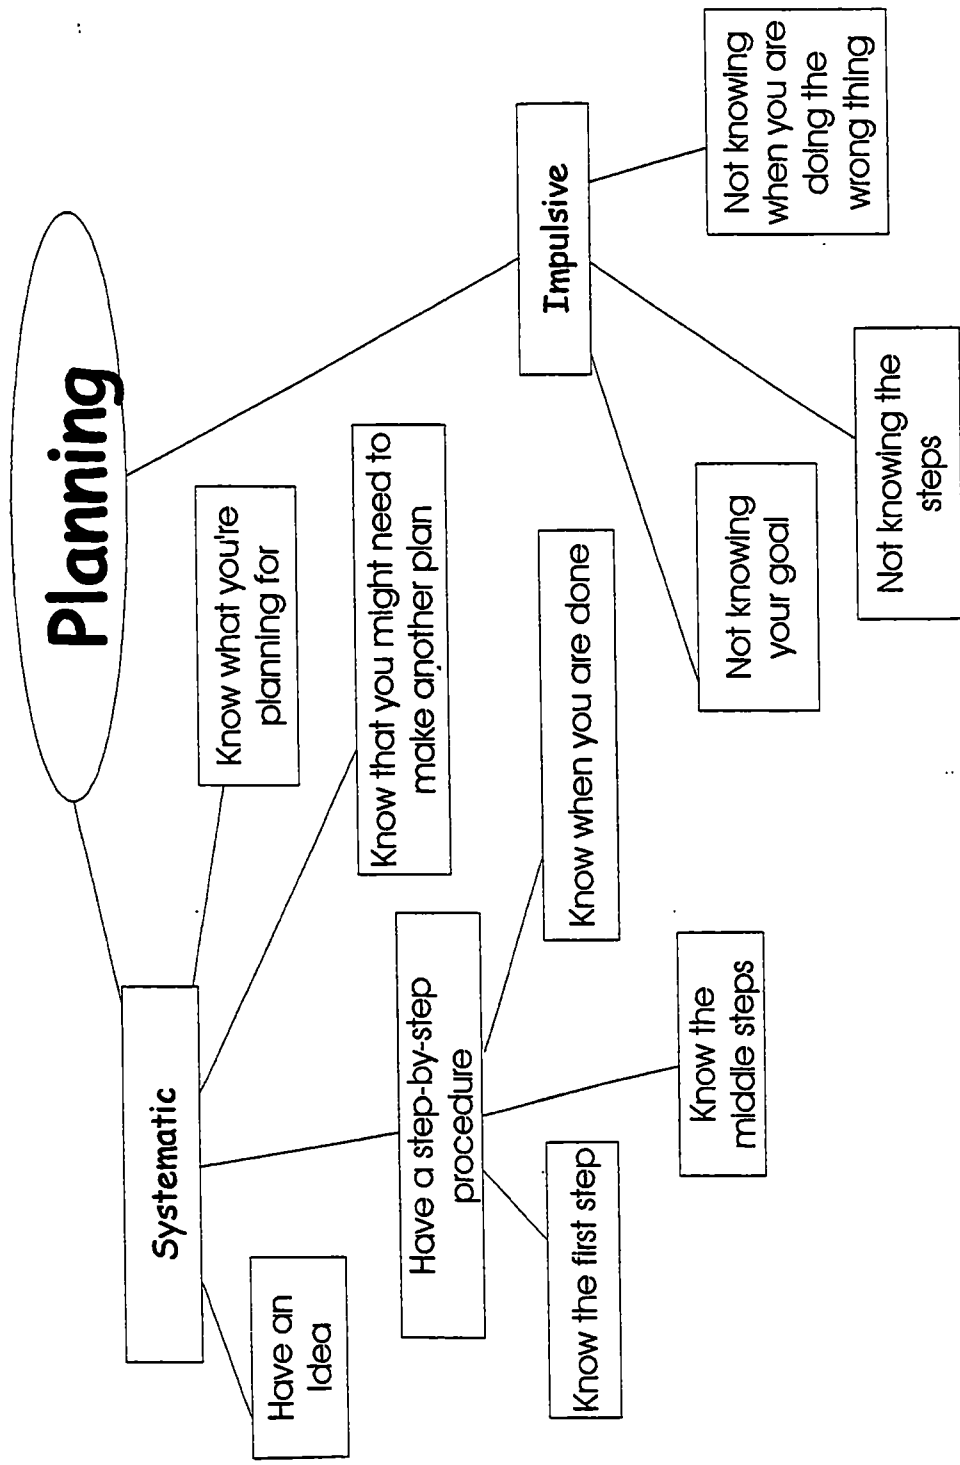 Planning
Systematic
Impulsive
Have an
Idea
Have a step-by-step
procedure
Know that you might need to
make another plan
Know what you're
planning for
Know the first step
Know the
middle steps
Know when you are done
Not knowing
your goal
Not knowing the
steps
Not knowing
when you are
doing the
wrong thing